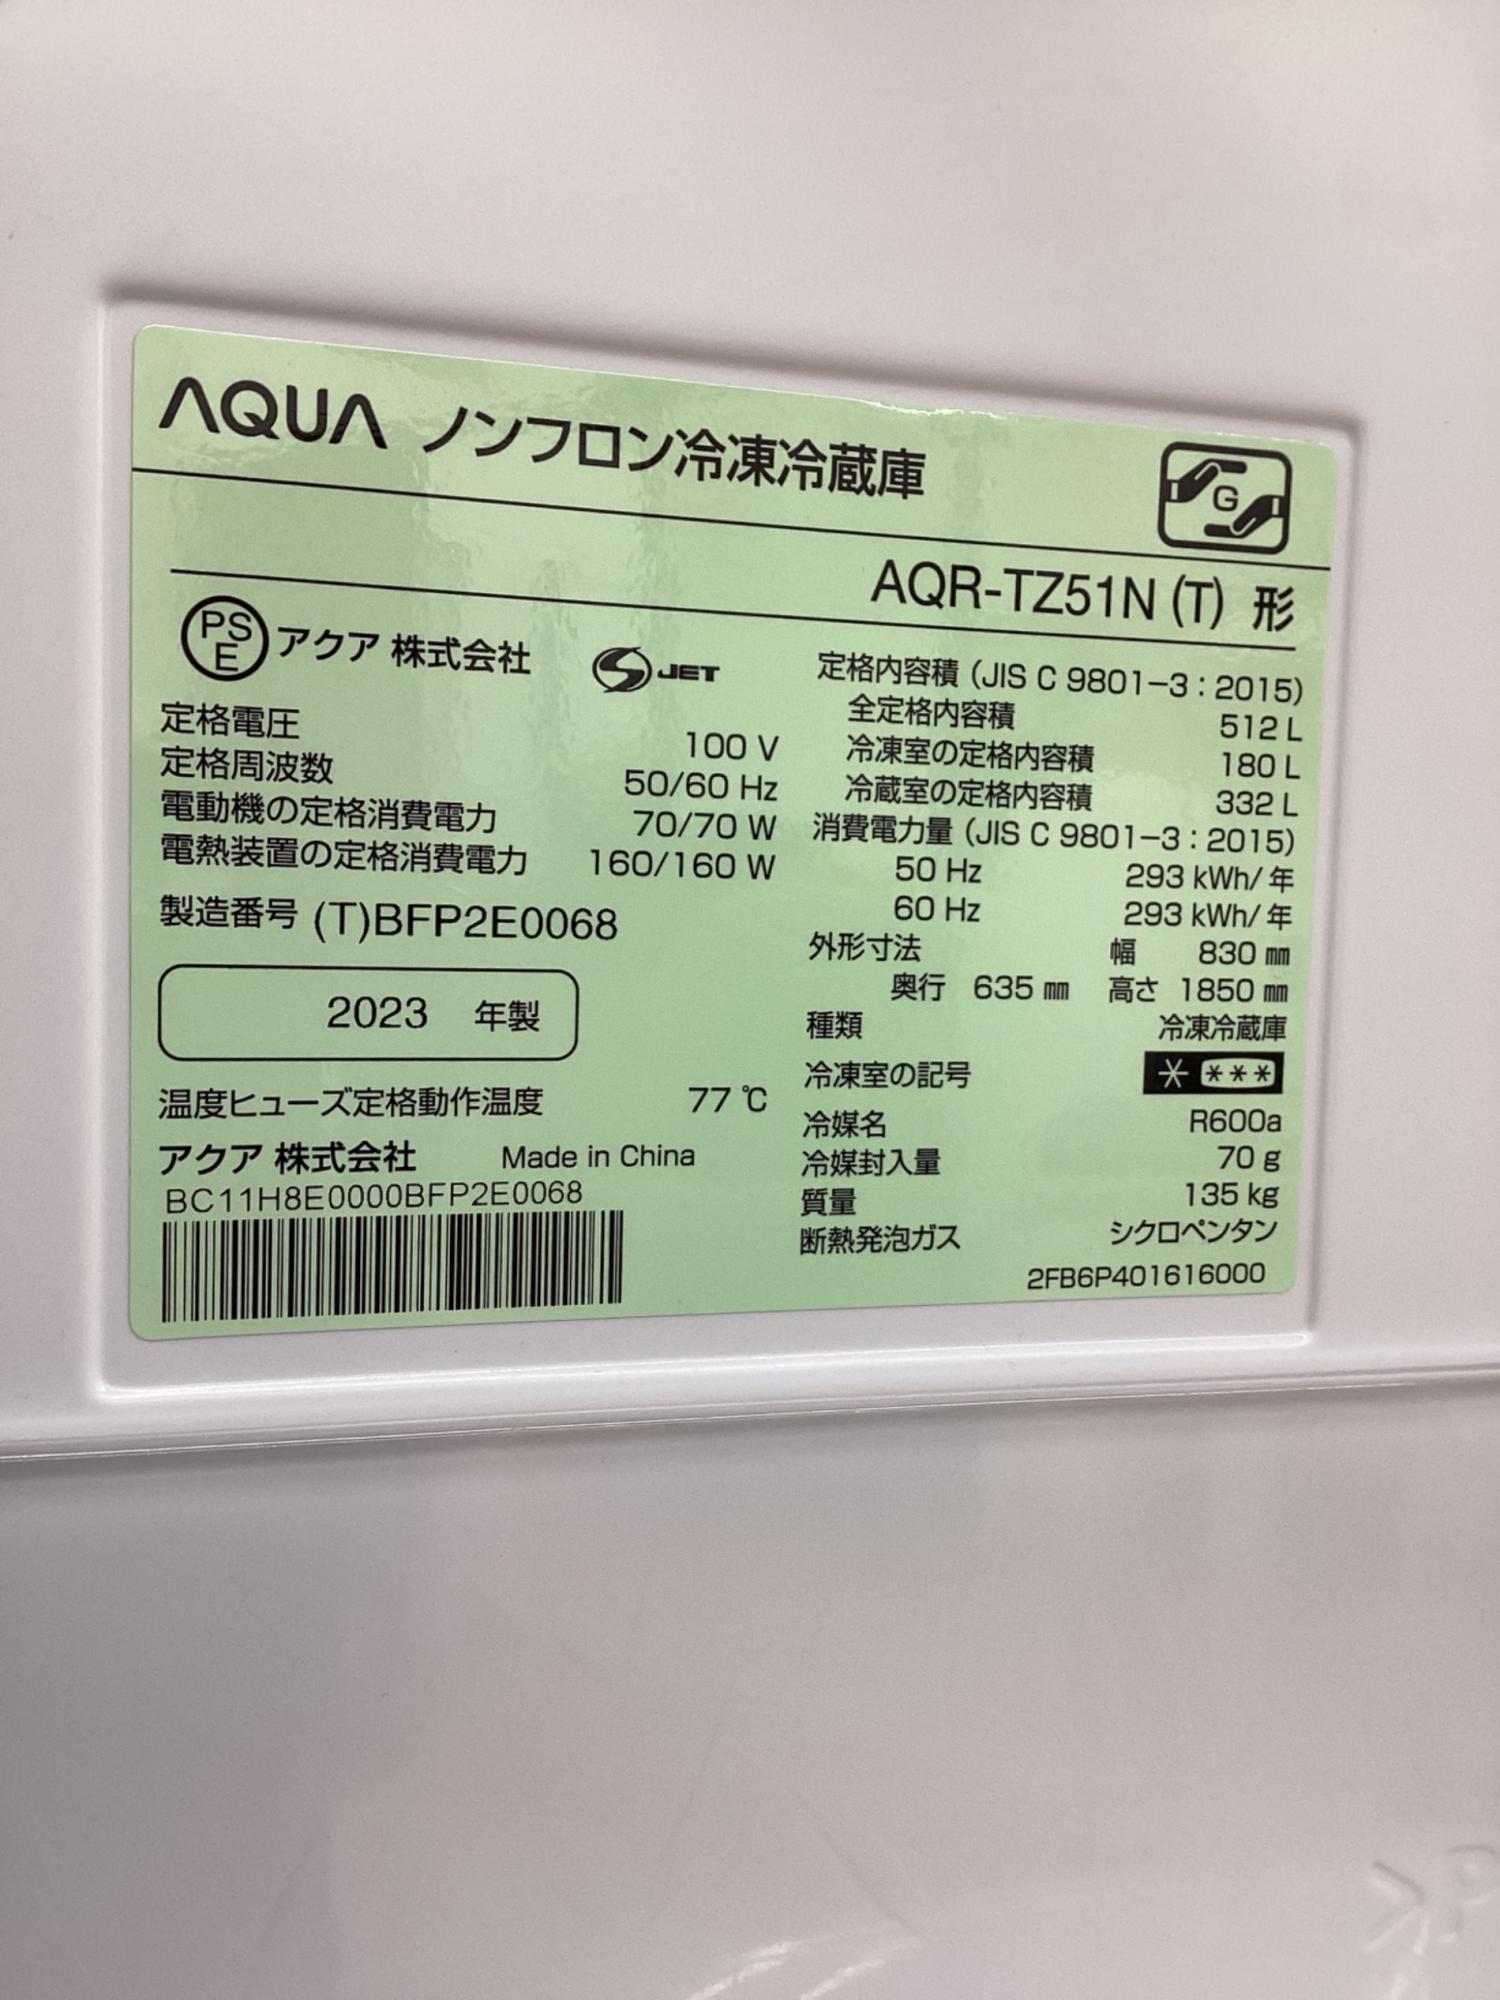 AQUA ノンフロン冷凍冷蔵庫
G
AQR-TZ51N (T) 形
PS E アクア 株式会社 S JET
定格電圧 100 V
定格周波数 50/60 Hz
電動機の定格消費電力 70/70 W
電熱装置の定格消費電力 160/160 W
製造番号 (T)BFP2E0068
2023 年製
温度ヒューズ定格動作温度 77 ℃
アクア 株式会社 Made in China
BC11H8E0000BFP2E0068
定格内容積 (JIS C 9801-3 : 2015)
全定格内容積 512 L
冷凍室の定格内容積 180 L
冷蔵室の定格内容積 332 L
消費電力量 (JIS C 9801-3 : 2015)
50 Hz 293 kWh/年
60 Hz 293 kWh/年
外形寸法 幅 830 ㎜
奥行 635 ㎜ 高さ 1850 ㎜
種類 冷凍冷蔵庫
冷凍室の記号 * ***
冷媒名 R600a
冷媒封入量 70 g
質量 135 kg
断熱発泡ガス シクロペンタン
2FB6P401616000